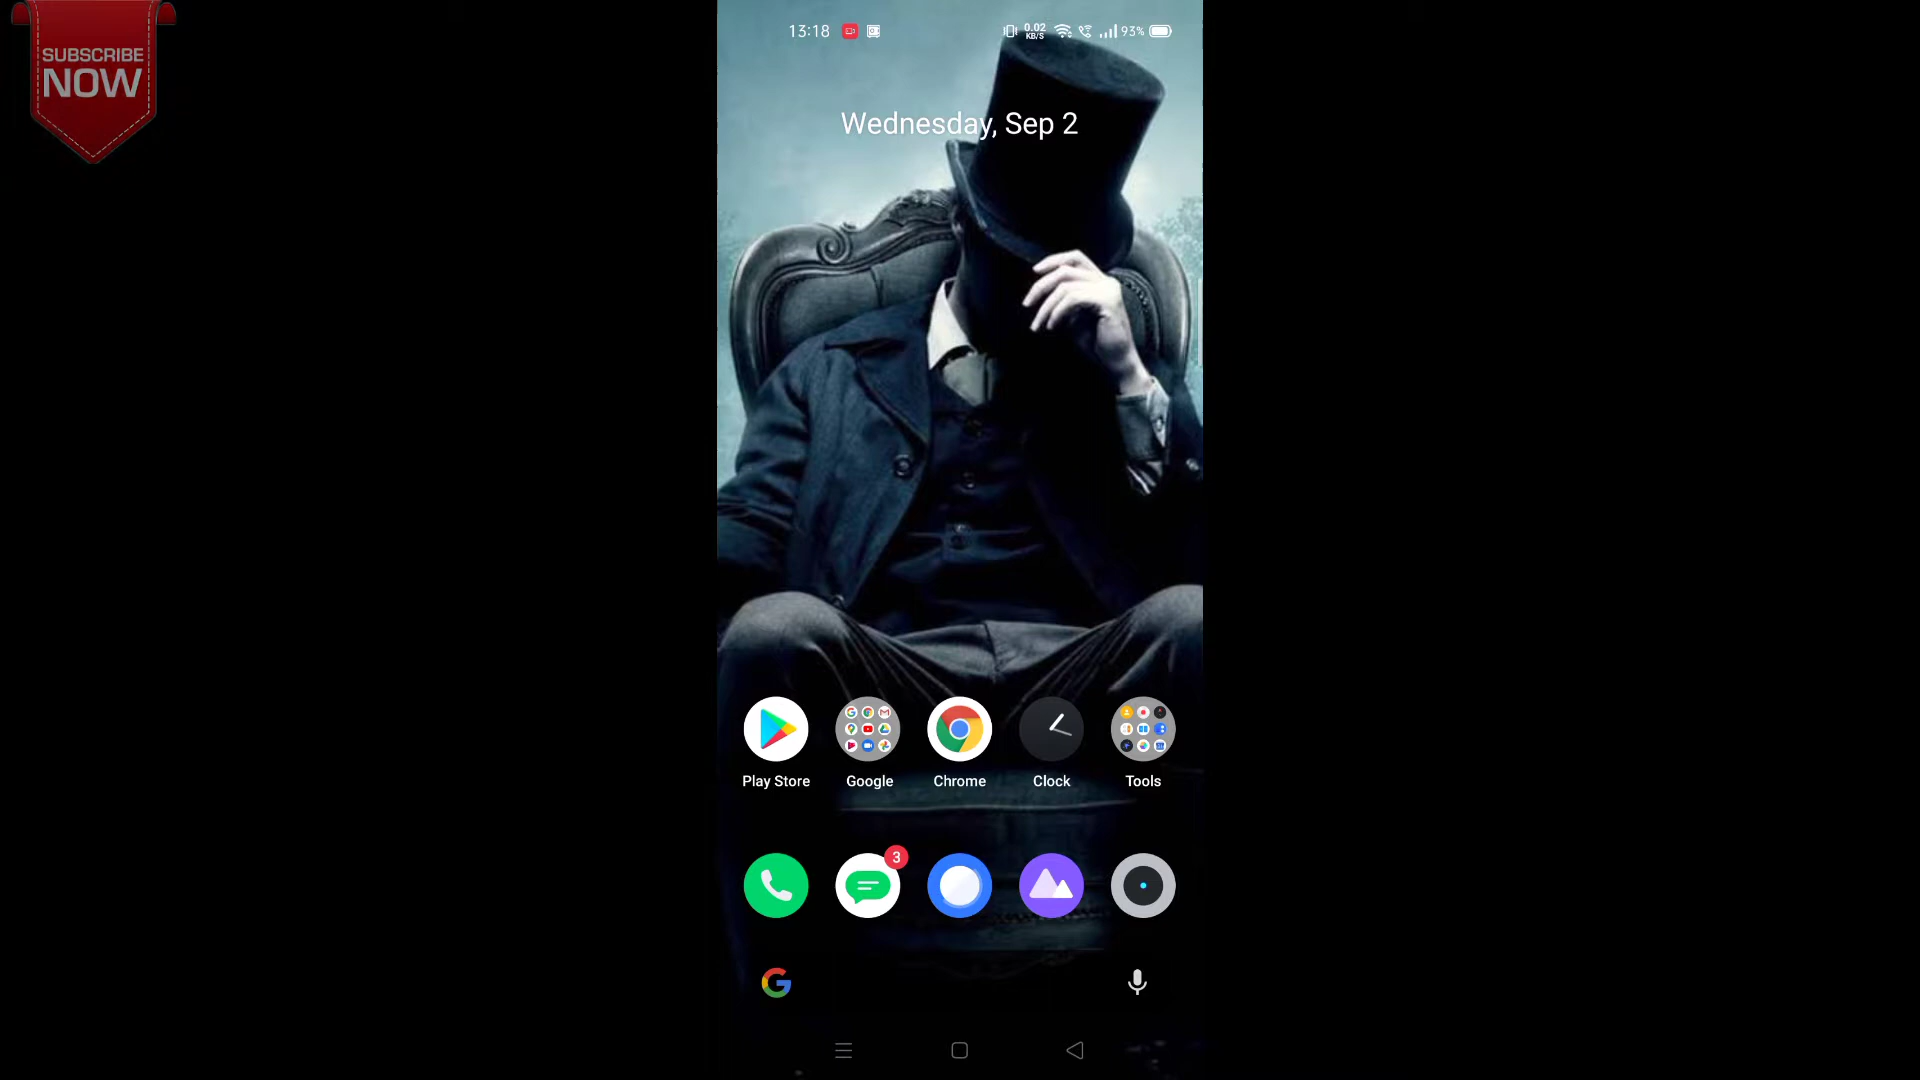 SUBSCRIBE
NOW
13:18
0.02
KB/S
93%
Wednesday, Sep 2
Play Store
Google
Chrome
Clock
Tools
3